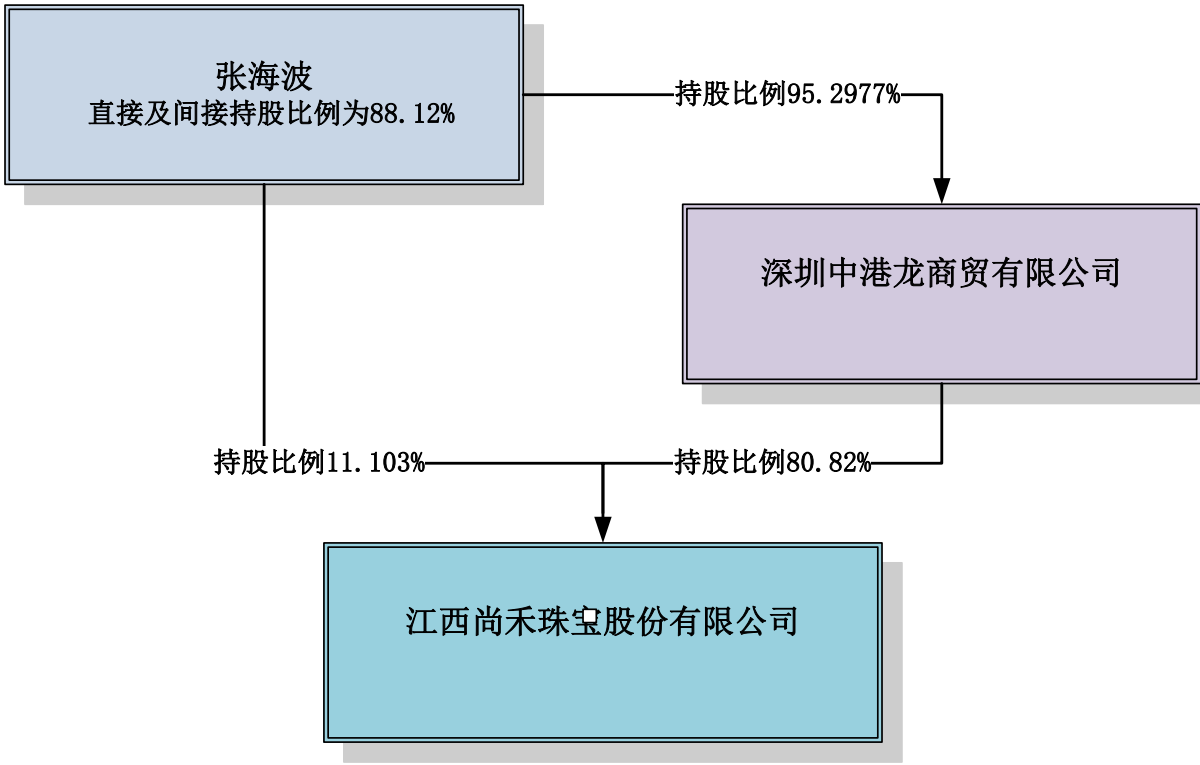 张海波
直接及间接持股比例为88.12%
持股比例95.2977%
深圳中港龙商贸有限公司
持股比例11.103%
持股比例80.82%
江西尚禾珠宝股份有限公司